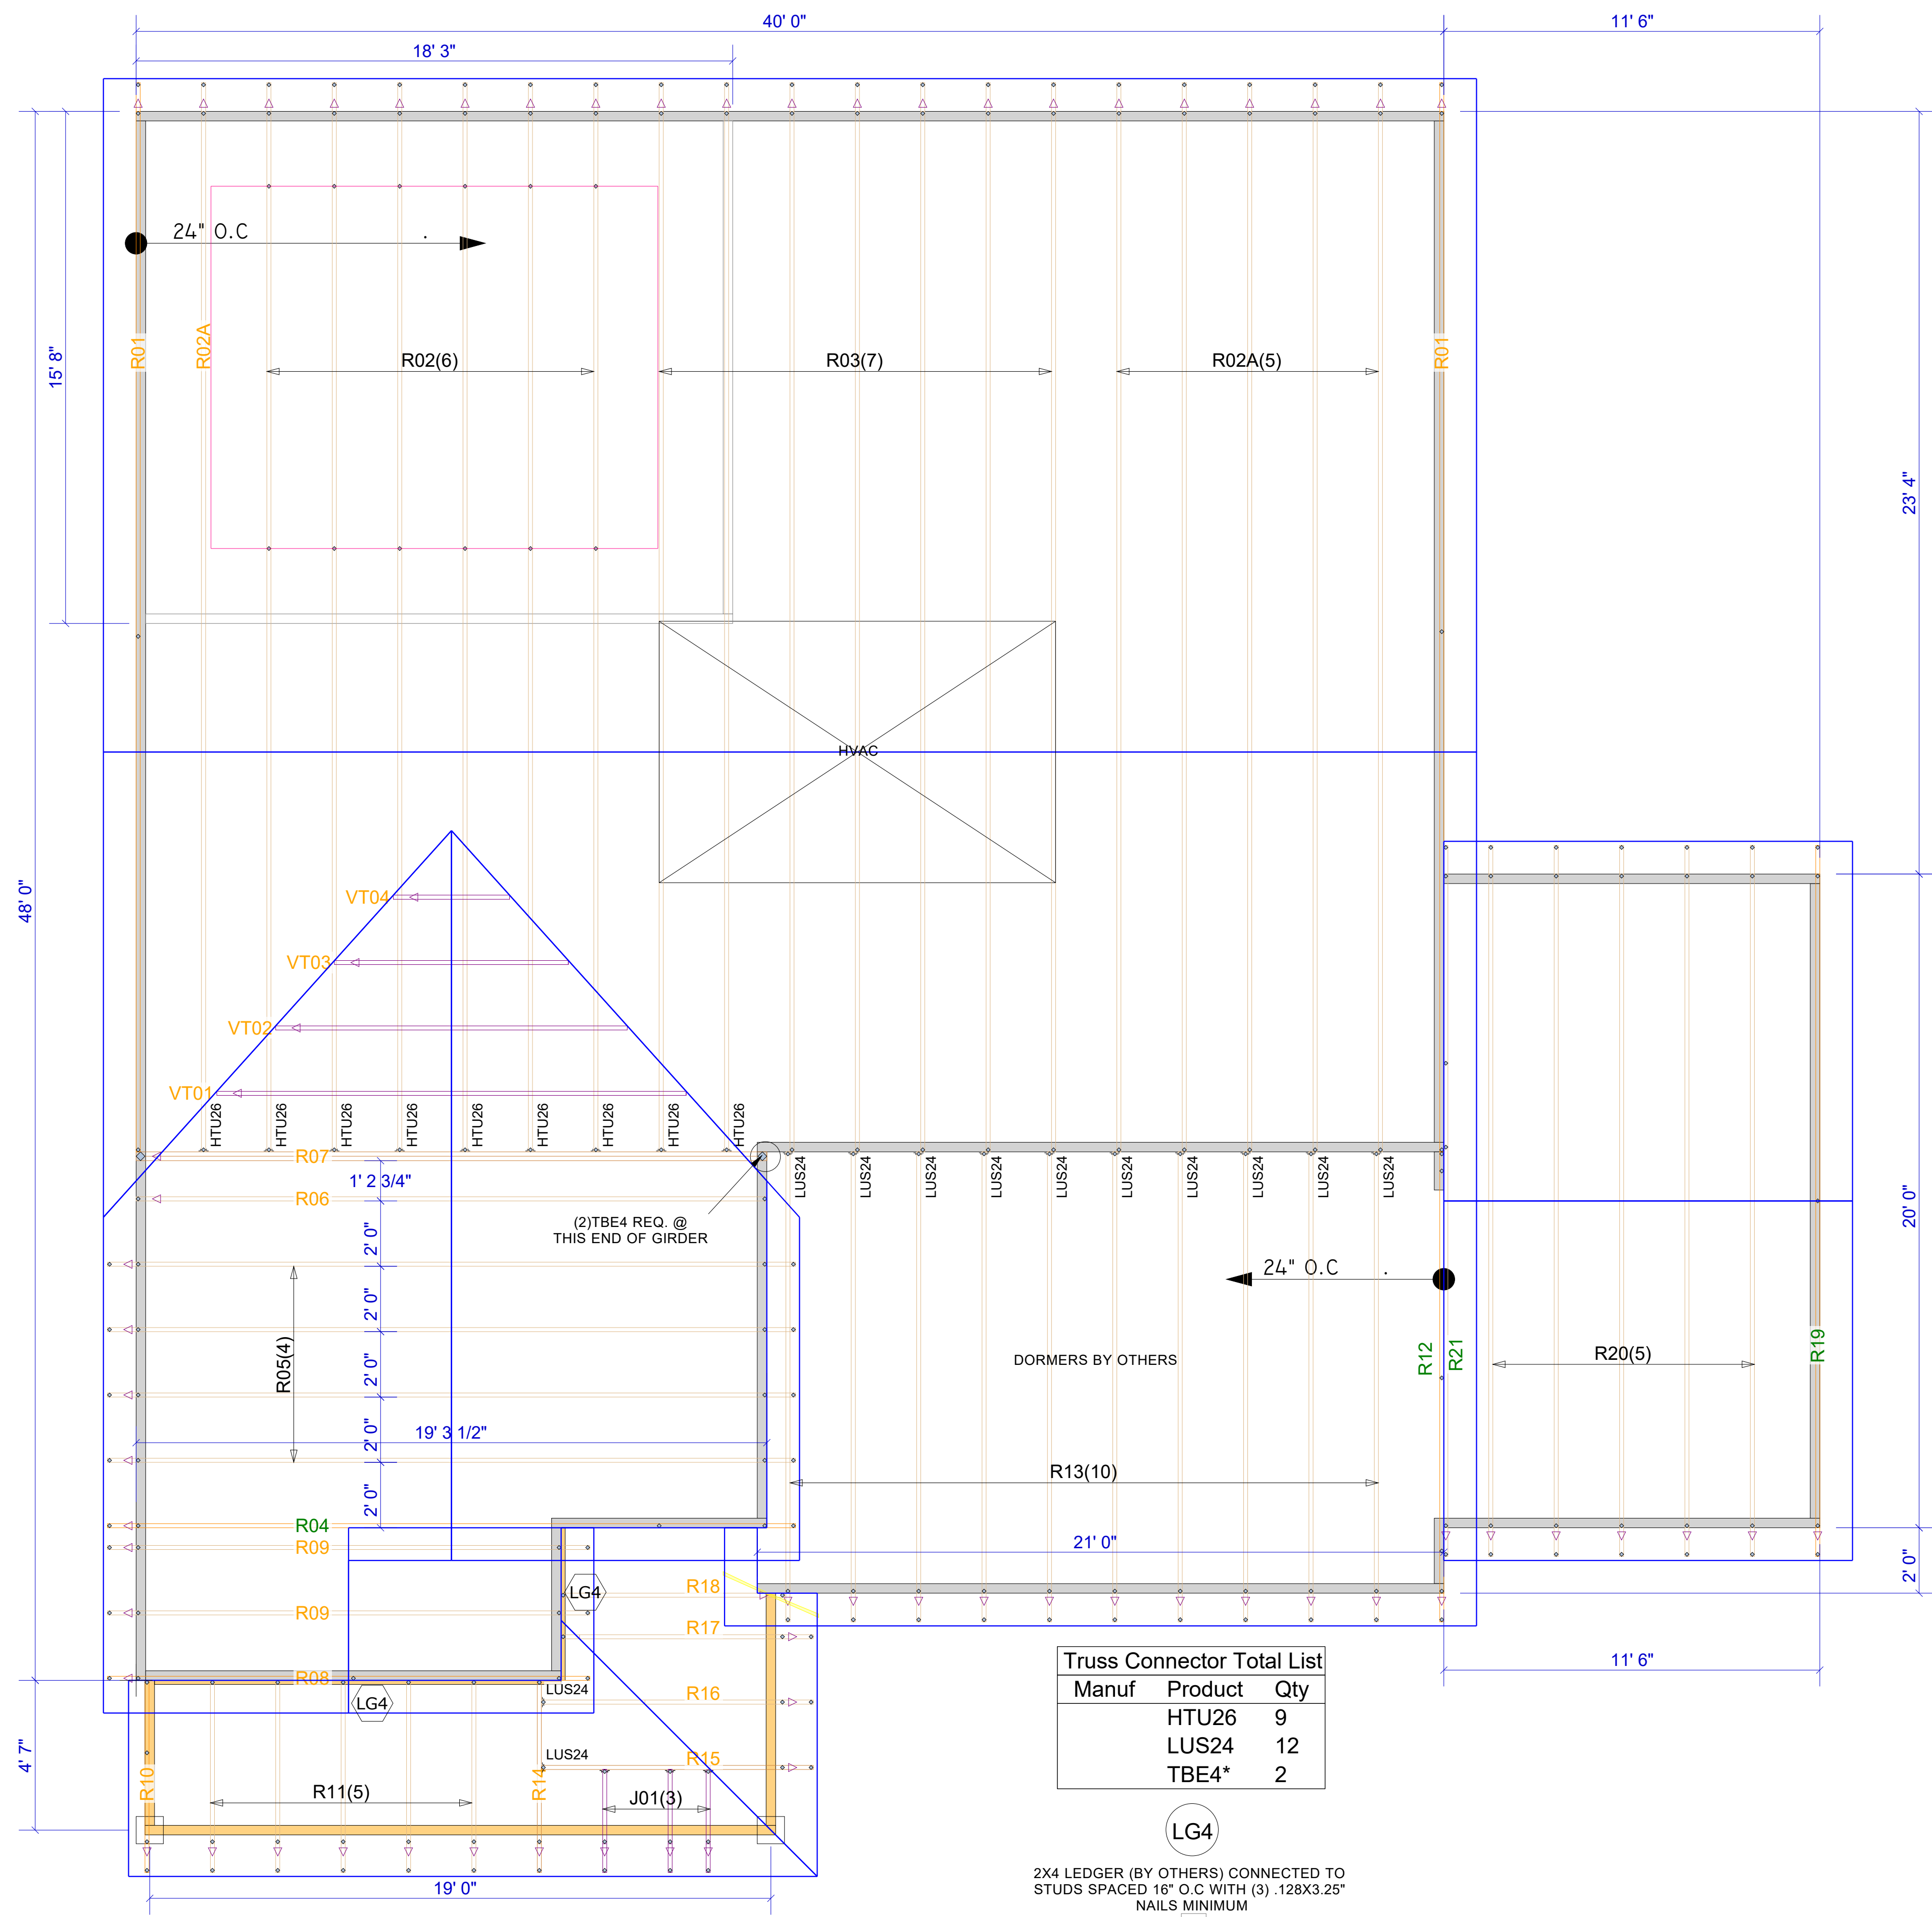 40' 0"
11' 6"
18' 3"
24" O.C .
15' 8"
R01
R02A
R02(6)
R03(7)
R02A(5)
R01
23' 4"
HVAC
48' 0"
VT04
VT03
VT02
VT01
HTU26
HTU26
HTU26
HTU26
HTU26
HTU26
HTU26
HTU26
HTU26
R07
1' 2 3/4"
R06
LUS24
LUS24
LUS24
LUS24
LUS24
LUS24
LUS24
LUS24
LUS24
LUS24
(2)TBE4 REQ. @
THIS END OF GIRDER
20' 0"
2' 0"
2' 0"
2' 0"
2' 0"
2' 0"
24" O.C .
R05(4)
DORMERS BY OTHERS
R12
R21
R20(5)
R19
19' 3 1/2"
R13(10)
R04
R09
21' 0"
2' 0"
LG4
R18
R09
R17
R08
LG4
LUS24
R16
11' 6"
4' 7"
LUS24
R15
R10
R11(5)
R14
J01(3)
19' 0"
Truss Connector Total List
Manuf Product Qty
HTU26 9
LUS24 12
TBE4* 2
LG4
2X4 LEDGER (BY OTHERS) CONNECTED TO
STUDS SPACED 16" O.C WITH (3) .128X3.25"
NAILS MINIMUM